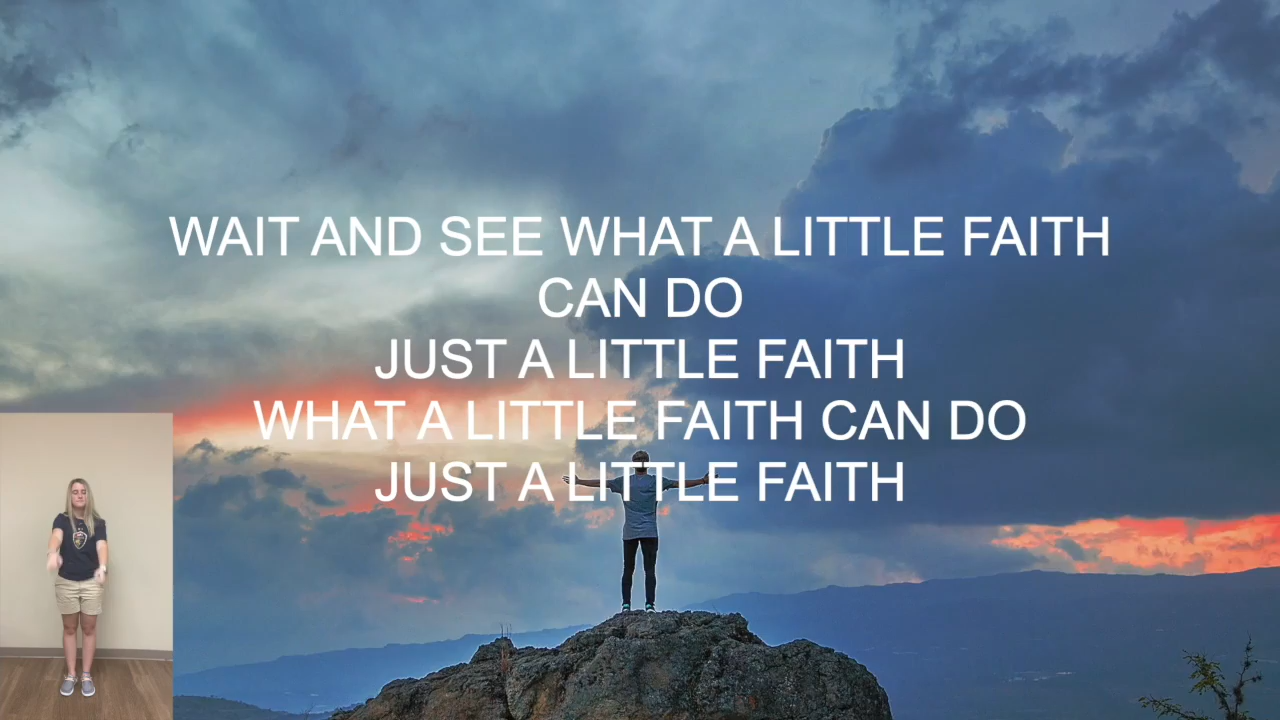 WAIT AND SEE WHAT A LITTLE FAITH
CAN DO
JUST A LITTLE FAITH
WHAT A LITTLE FAITH CAN DO
JUST A LITTLE FAITH